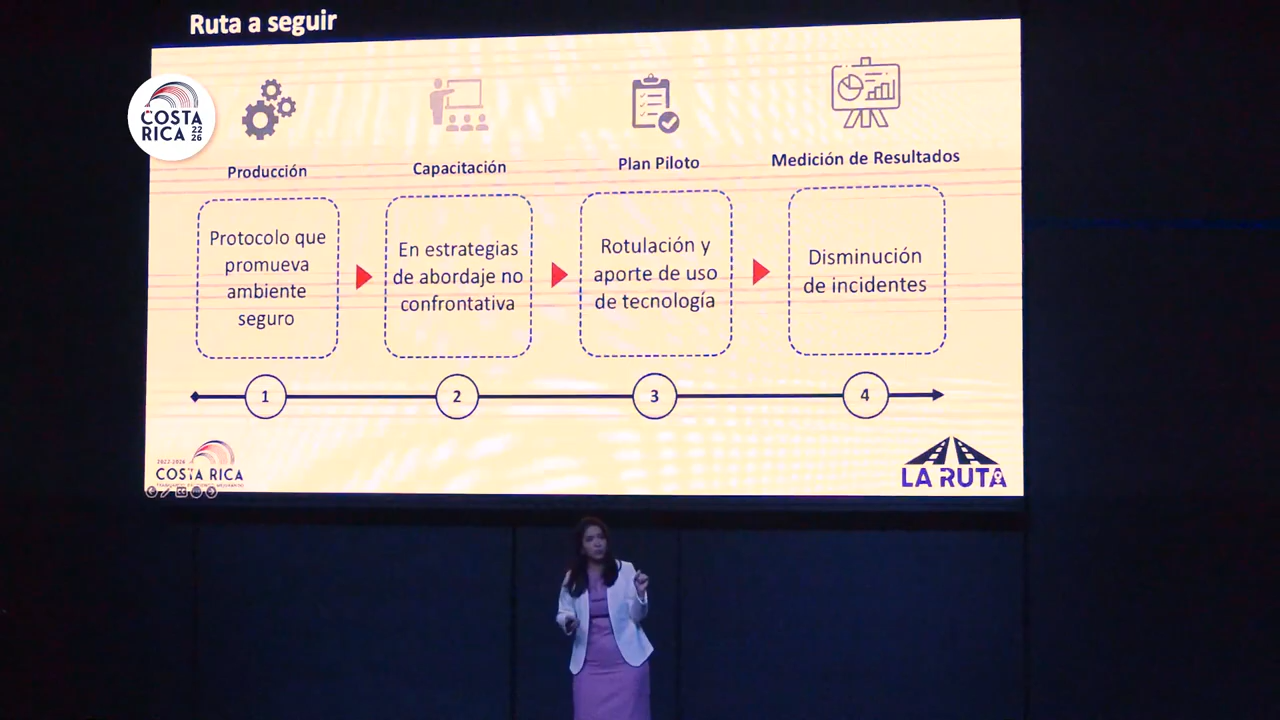 Ruta a seguir
COSTA
RICA 22
26
Producción
Capacitación
Plan Piloto
Medición de Resultados
Protocolo que
promueva
ambiente
seguro
En estrategias
de abordaje no
confrontativa
Rotulación y
aporte de uso
de tecnología
Disminución
de incidentes
1
2
3
4
2022-2026
COSTA RICA
LA RUTA